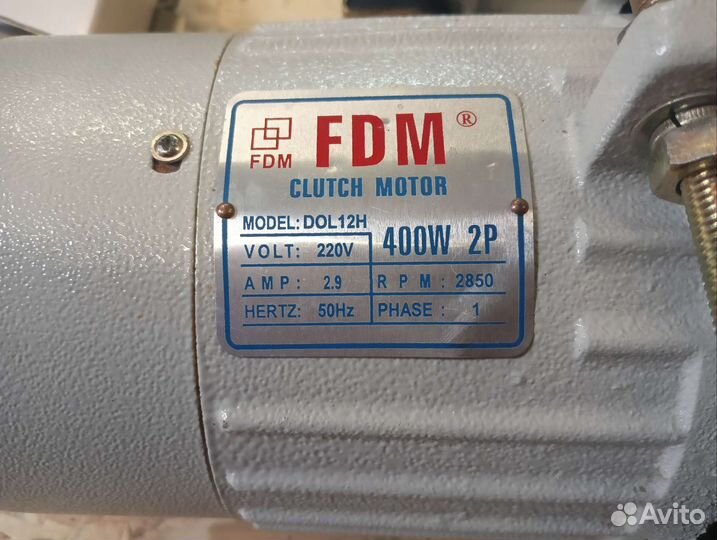 FDM
FDM ®
CLUTCH MOTOR
MODEL: DOL12H
400W 2P
VOLT: 220V
AMP: 2.9 RPM: 2850
HERTZ: 50Hz PHASE: 1
Avito